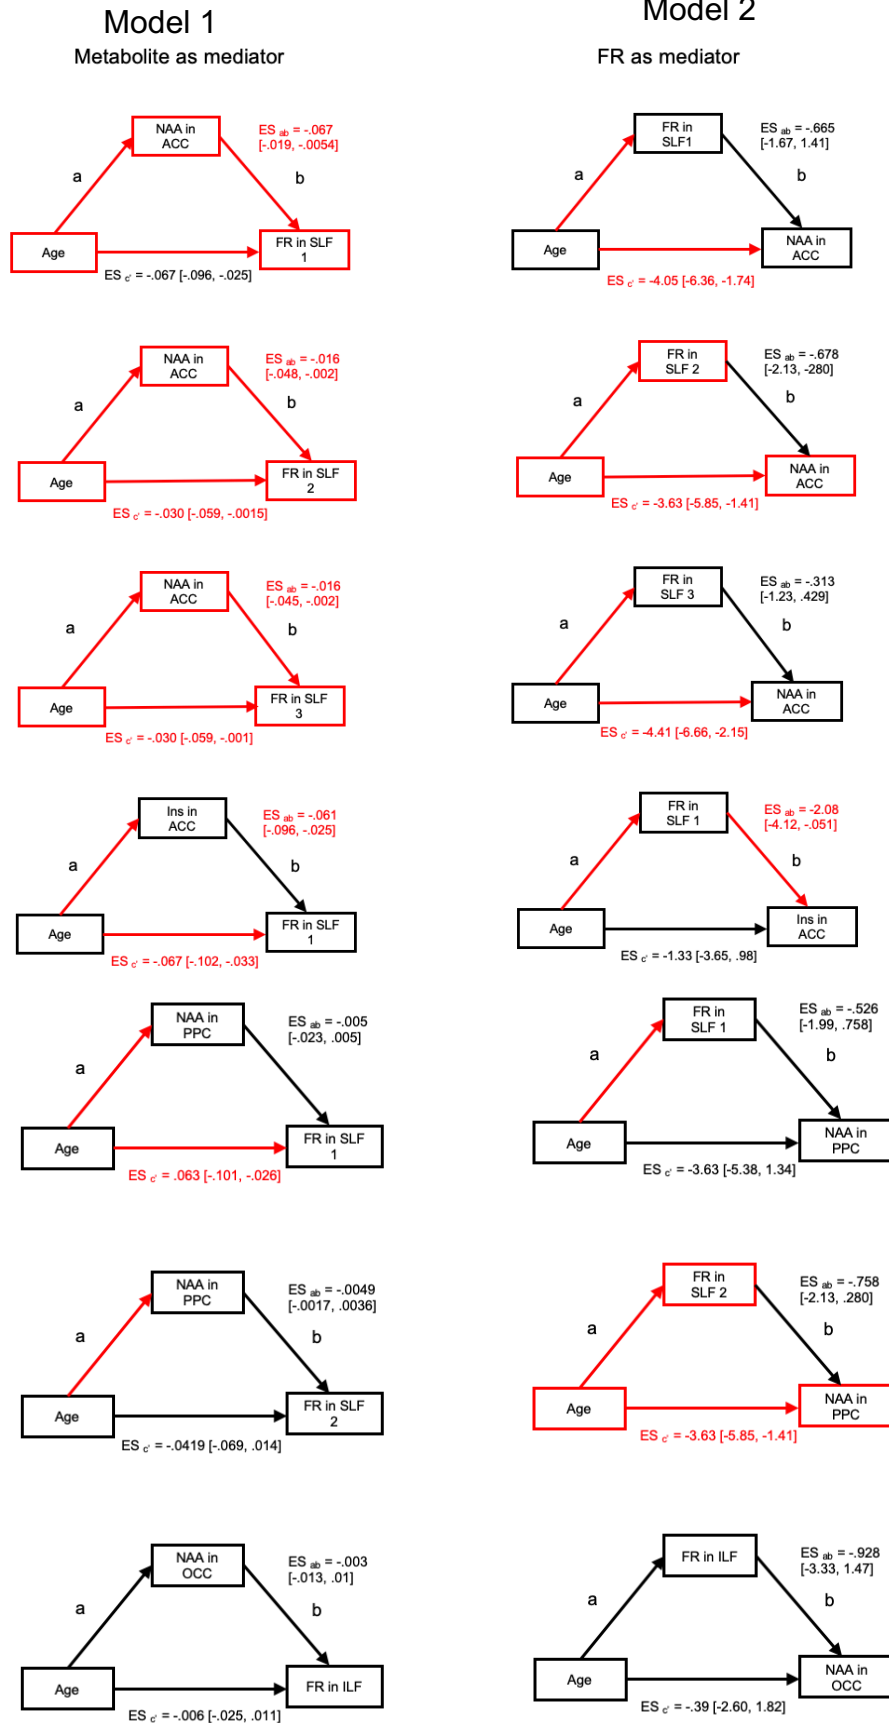 Model 1
Metabolite as mediator
Model 2
FR as mediator
NAA in
ACC
ES ab = -.067
[-.019, -.0054]
a
b
Age
FR in SLF
1
ES c' = -.067 [-.096, -.025]
FR in
SLF1
ES ab = -.665
[-1.67, 1.41]
a
b
Age
NAA in
ACC
ES c' = -4.05 [-6.36, -1.74]
NAA in
ACC
ES ab = -.016
[-.048, -.002]
a
b
Age
FR in SLF
2
ES c' = -.030 [-.059, -.0015]
FR in
SLF 2
ES ab = -.678
[-2.13, -280]
a
b
Age
NAA in
ACC
ES c' = -3.63 [-5.85, -1.41]
NAA in
ACC
ES ab = -.016
[-.045, -.002]
a
b
Age
FR in SLF
3
ES c' = -.030 [-.059, -.001]
FR in
SLF 3
ES ab = -.313
[-1.23, .429]
a
b
Age
NAA in
ACC
ES c' = -4.41 [-6.66, -2.15]
Ins in
ACC
ES ab = -.061
[-.096, -.025]
a
b
Age
FR in SLF
1
ES c' = -.067 [-.102, -.033]
FR in
SLF 1
ES ab = -2.08
[-4.12, -.051]
a
b
Age
Ins in
ACC
ES c' = -1.33 [-3.65, .98]
NAA in
PPC
ES ab = -.005
[-.023, .005]
a
Age
FR in SLF
1
ES c' = .063 [-.101, -.026]
FR in
SLF 1
ES ab = -.526
[-1.99, .758]
a
b
Age
NAA in
PPC
ES c' = -3.63 [-5.38, 1.34]
NAA in
PPC
ES ab = -.0049
[-.0017, .0036]
a
b
Age
FR in SLF
2
ES c' = -.0419 [-.069, .014]
FR in
SLF 2
ES ab = -.758
[-2.13, .280]
a
b
Age
NAA in
PPC
ES c' = -3.63 [-5.85, -1.41]
NAA in
OCC
ES ab = -.003
[-.013, .01]
a
b
Age
FR in ILF
ES c' = -.006 [-.025, .011]
FR in ILF
ES ab = -.928
[-3.33, 1.47]
a
b
Age
NAA in
OCC
ES c' = -.39 [-2.60, 1.82]